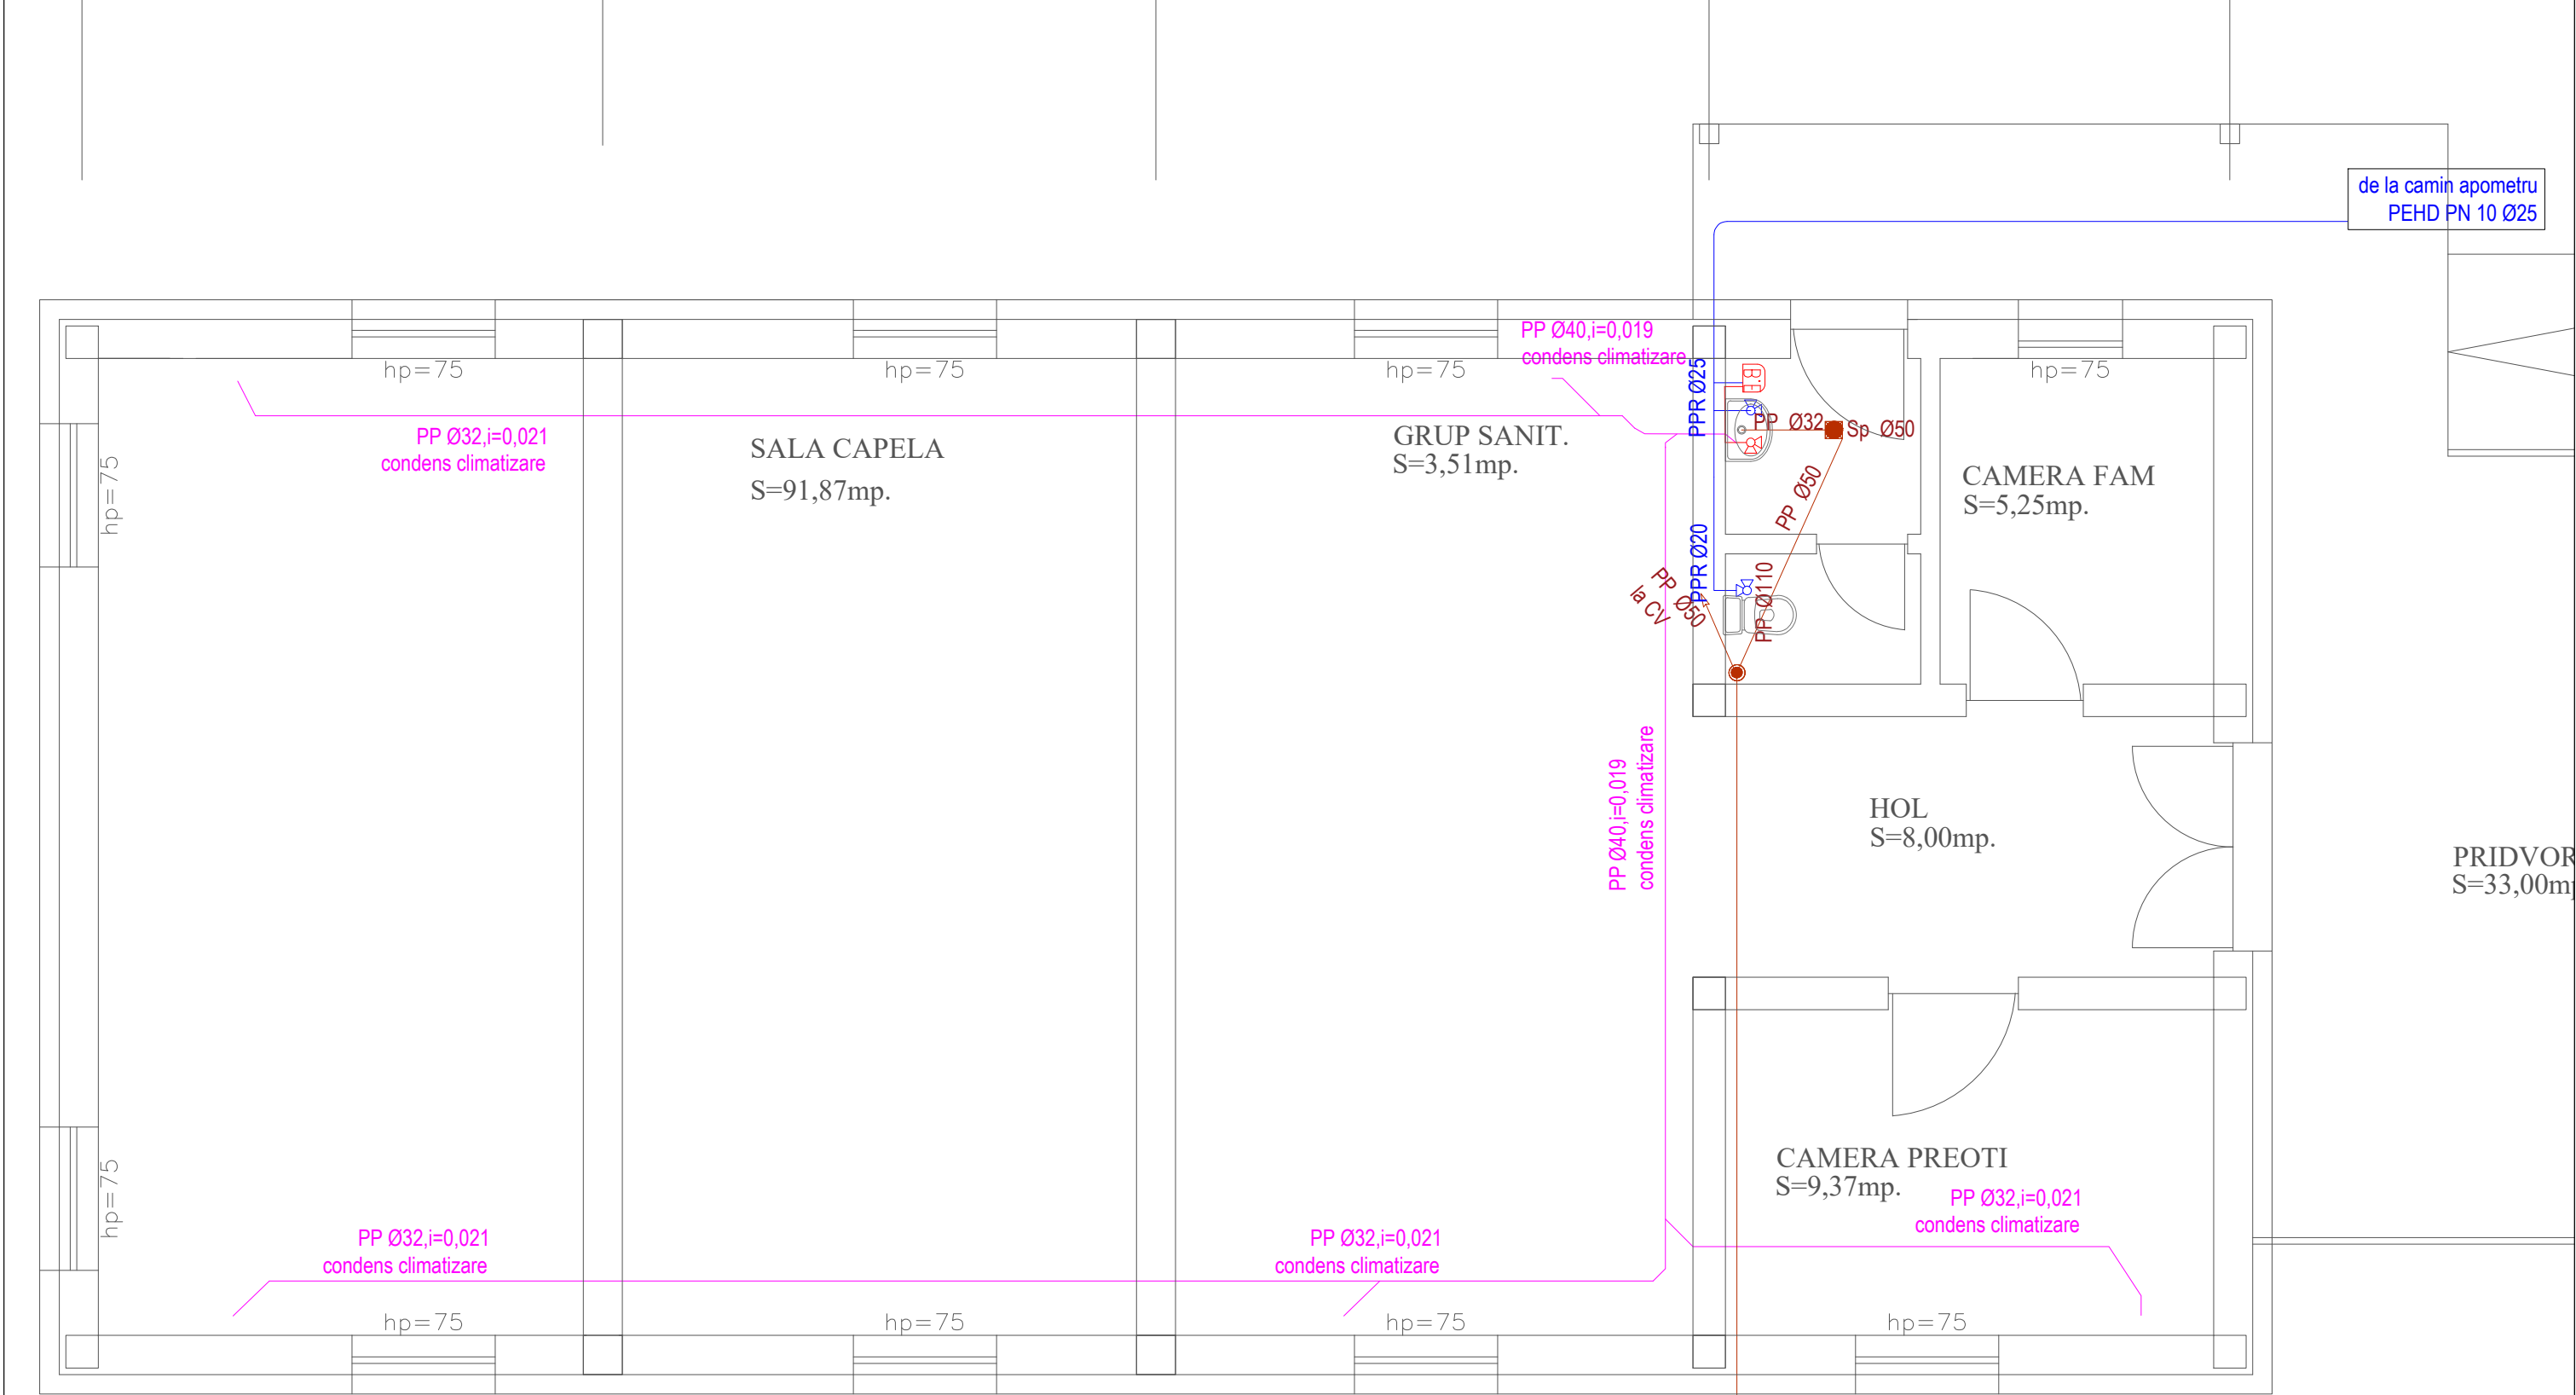 de la camin apometru
PEHD PN 10 Ø25
PP Ø40,i=0,019
condens climatizare
hp=75
hp=75
hp=75
hp=75
PPR Ø25
B.E
PP Ø32
Sp Ø50
PP Ø32,i=0,021
condens climatizare
SALA CAPELA
S=91,87mp.
GRUP SANIT.
S=3,51mp.
CAMERA FAM
S=5,25mp.
hp=75
PP Ø50
PPR Ø20
PP Ø50
la CV
PP Ø110
PP Ø40,i=0,019
condens climatizare
HOL
S=8,00mp.
PRIDVOR
S=33,00m
CAMERA PREOTI
S=9,37mp.
hp=75
PP Ø32,i=0,021
condens climatizare
PP Ø32,i=0,021
condens climatizare
PP Ø32,i=0,021
condens climatizare
hp=75
hp=75
hp=75
hp=75